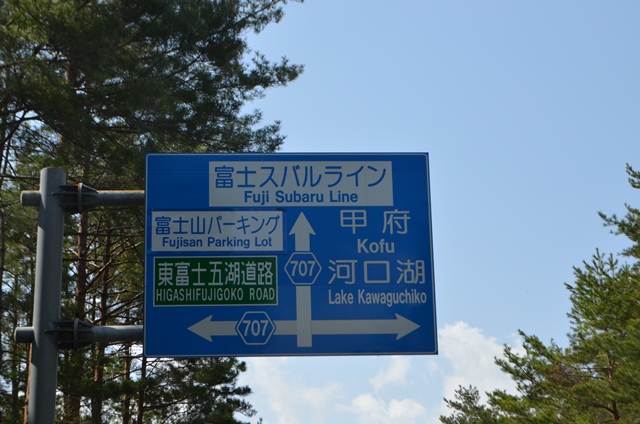 富士スバルライン
Fuji Subaru Line
富士山パーキング
Fujisan Parking Lot
甲府
Kofu
707
東富士五湖道路
HIGASHIFUJIGOKO ROAD
河口湖
Lake Kawaguchiko
707